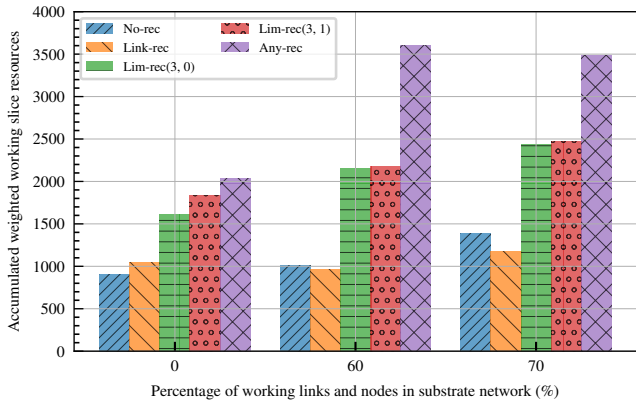 4000
3500
3000
2500
2000
1500
1000
500
0
Accumulated weighted working slice resources
No-rec
Link-rec
Lim-rec(3, 0)
Lim-rec(3, 1)
Any-rec
0
60
70
Percentage of working links and nodes in substrate network (%)